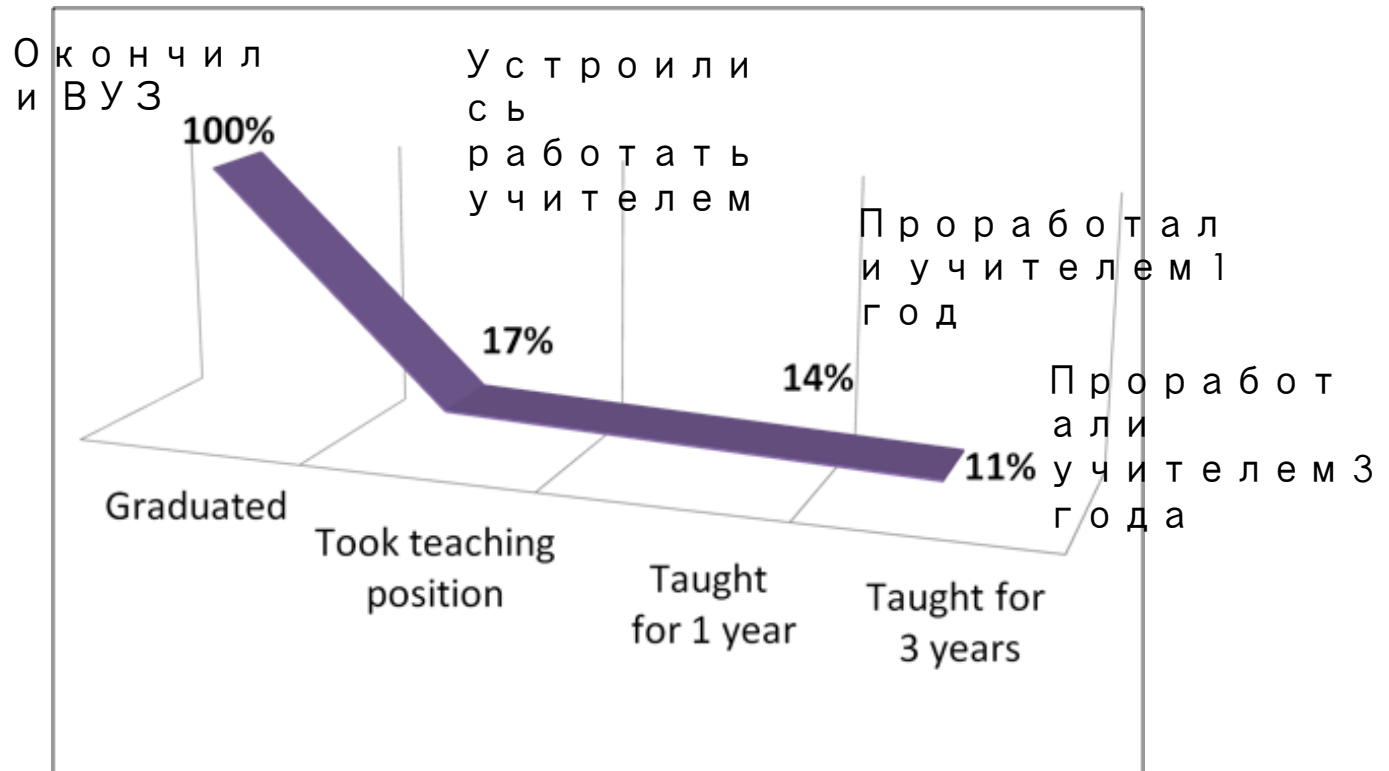 Окончил
и ВУЗ
100%
Устроили
сь
работать
учителем
Проработал
и учителем 1
год
17%
14%
Проработ
али
учителем 3
года
11%
Graduated
Took teaching
position
Taught
for 1 year
Taught for
3 years